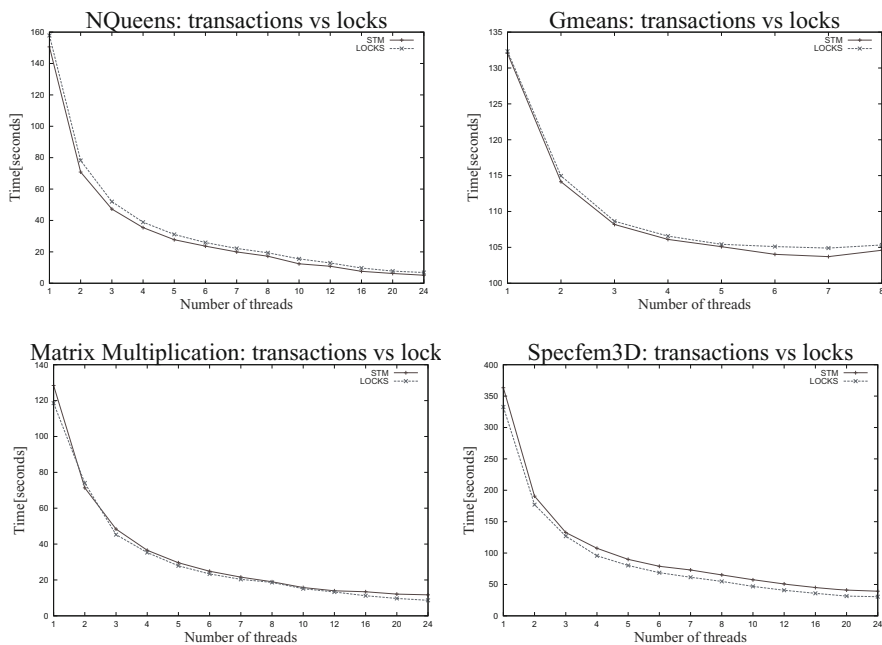 NQueens: transactions vs locks
160
140
120
100
80
60
40
20
0
Time[seconds]
STM
LOCKS
1 2 3 4 5 6 7 8 10 12 16 20 24
Number of threads
Gmeans: transactions vs locks
135
130
125
120
115
110
105
100
Time[seconds]
STM
LOCKS
1 2 3 4 5 6 7 8
Number of threads
Matrix Multiplication: transactions vs lock
140
120
100
80
60
40
20
0
Time[seconds]
STM
LOCKS
1 2 3 4 5 6 7 8 10 12 16 20 24
Number of threads
Specfem3D: transactions vs locks
400
350
300
250
200
150
100
50
0
Time[seconds]
STM
LOCKS
1 2 3 4 5 6 7 8 10 12 16 20 24
Number of threads